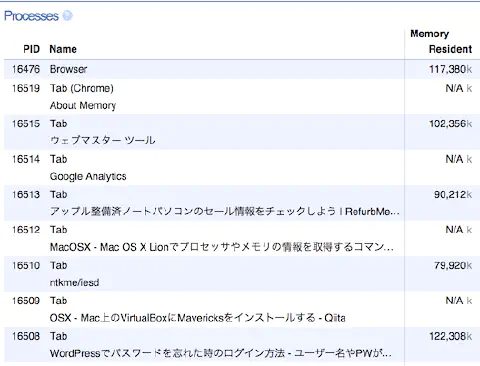 Processes ?
Memory
PID Name Resident
16476 Browser 117,380k
16519 Tab (Chrome) N/A k
About Memory
16515 Tab 102,356k
ウェブマスター ツール
16514 Tab N/A k
Google Analytics
16513 Tab 90,212k
アップル整備済ノートパソコンのセール情報をチェックしよう | RefurbMe...
16512 Tab N/A k
MacOSX - Mac OS X Lionでプロセッサやメモリの情報を取得するコマン...
16510 Tab 79,920k
ntkme/iesd
16509 Tab N/A k
OSX - Mac上のVirtualBoxにMavericksをインストールする - Qiita
16508 Tab 122,308k
WordPressでパスワードを忘れた時のログイン方法 - ユーザー名やPWが...